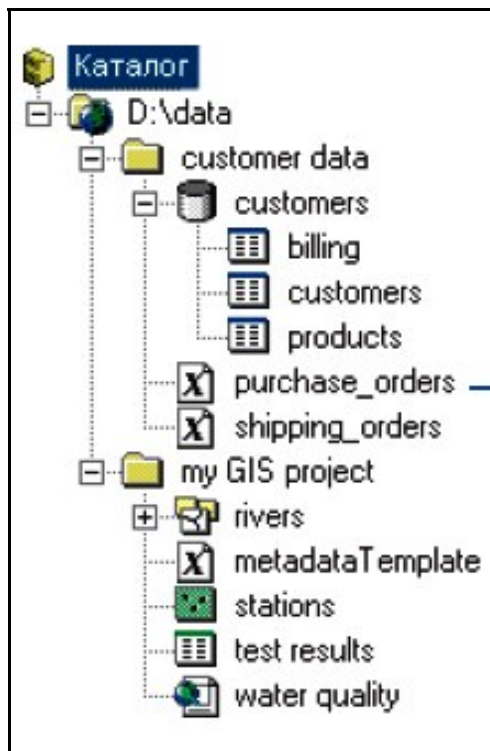 Каталог
D:\data
customer data
customers
billing
customers
products
purchase_orders
shipping_orders
my GIS project
rivers
metadataTemplate
stations
test results
water quality